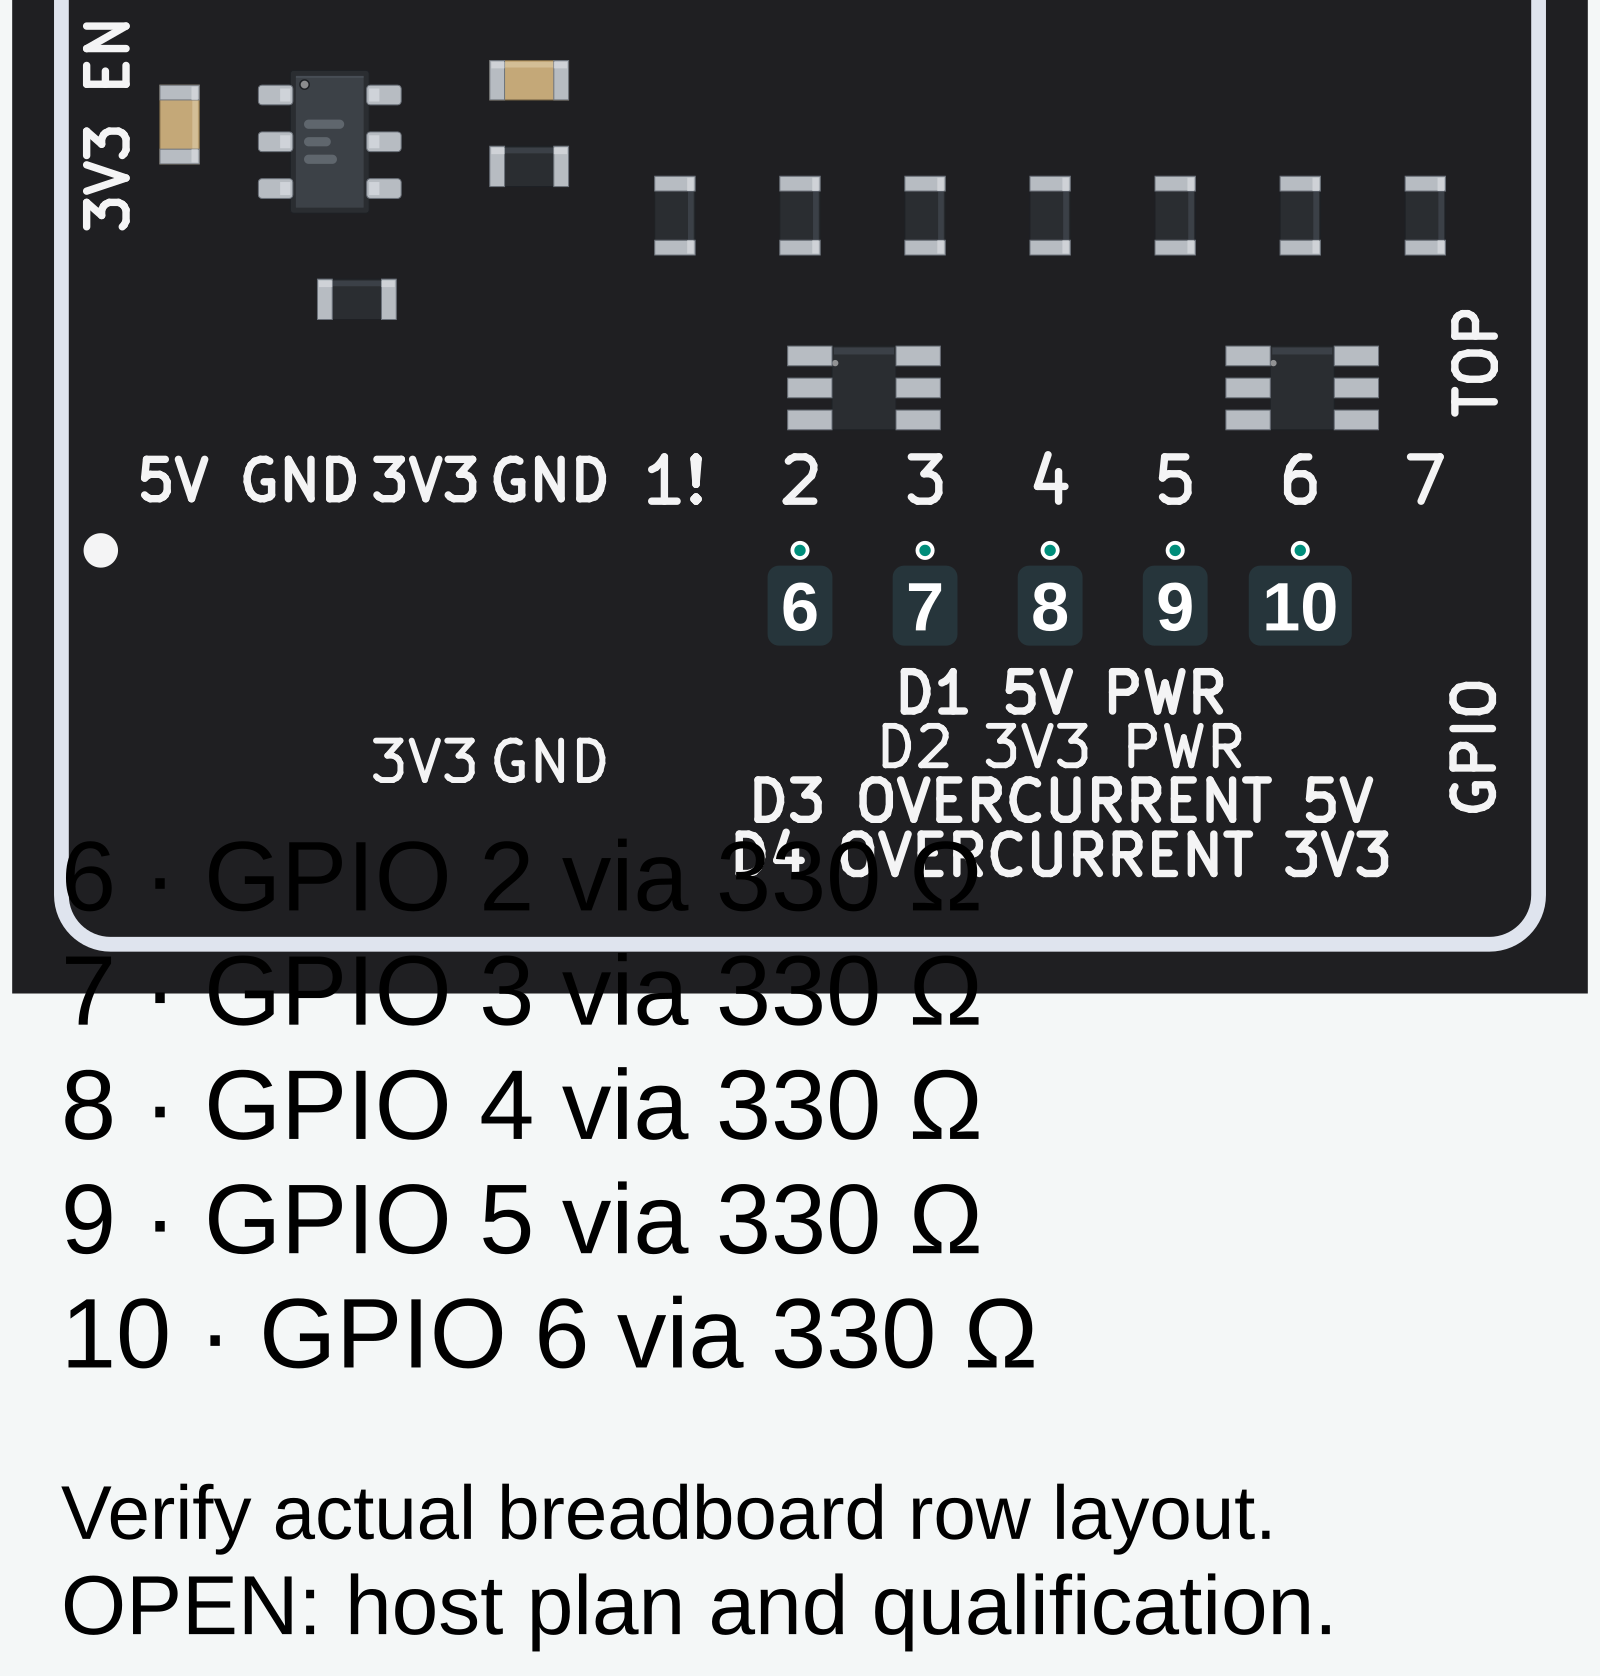 3V3 EN
TOP
5V GND 3V3 GND 1! 2 3 4 5 6 7
6 7 8 9 10
D1 5V PWR
D2 3V3 PWR
3V3 GND
D3 OVERCURRENT 5V
D4 OVERCURRENT 3V3
GPIO
6 · GPIO 2 via 330 Ω
7 · GPIO 3 via 330 Ω
8 · GPIO 4 via 330 Ω
9 · GPIO 5 via 330 Ω
10 · GPIO 6 via 330 Ω
Verify actual breadboard row layout.
OPEN: host plan and qualification.